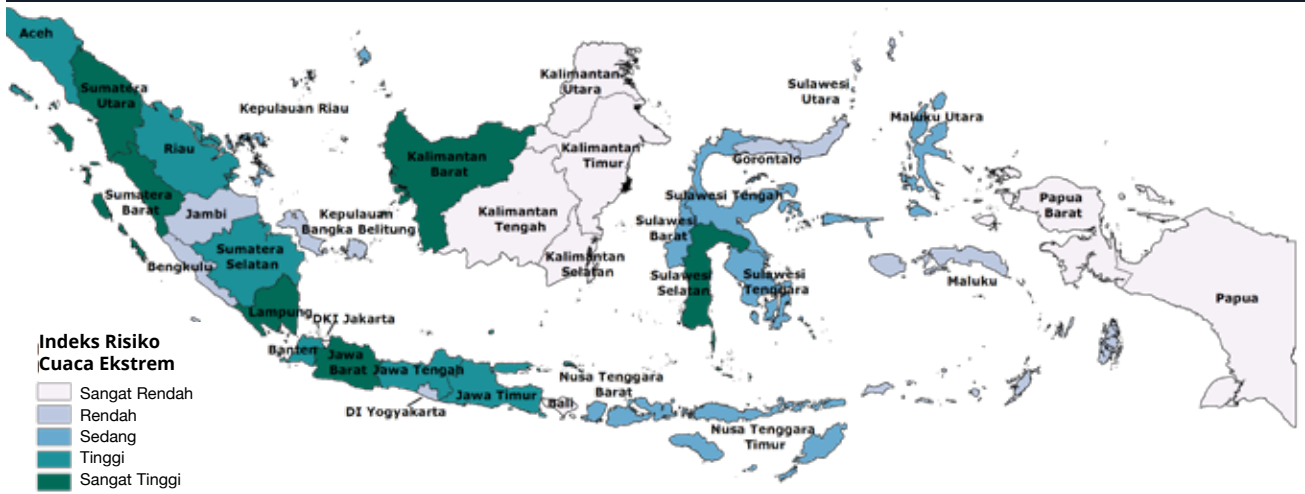 Aceh
Sumatera
Utara
Riau
Kepulauan Riau
Sumatera
Barat
Jambi
Kepulauan
Bangka Belitung
Sumatera
Selatan
Bengkulu
Lampung
DKI Jakarta
Banten
Jawa
Barat
Jawa Tengah
DI Yogyakarta
Jawa Timur
Bali
Kalimantan
Utara
Kalimantan
Barat
Kalimantan
Timur
Kalimantan
Tengah
Kalimantan
Selatan
Sulawesi
Utara
Gorontalo
Sulawesi Tengah
Sulawesi
Barat
Sulawesi
Selatan
Sulawesi
Tenggara
Nusa Tenggara
Barat
Nusa Tenggara
Timur
Maluku Utara
Maluku
Papua
Barat
Papua
Indeks Risiko
Cuaca Ekstrem
Sangat Rendah
Rendah
Sedang
Tinggi
Sangat Tinggi